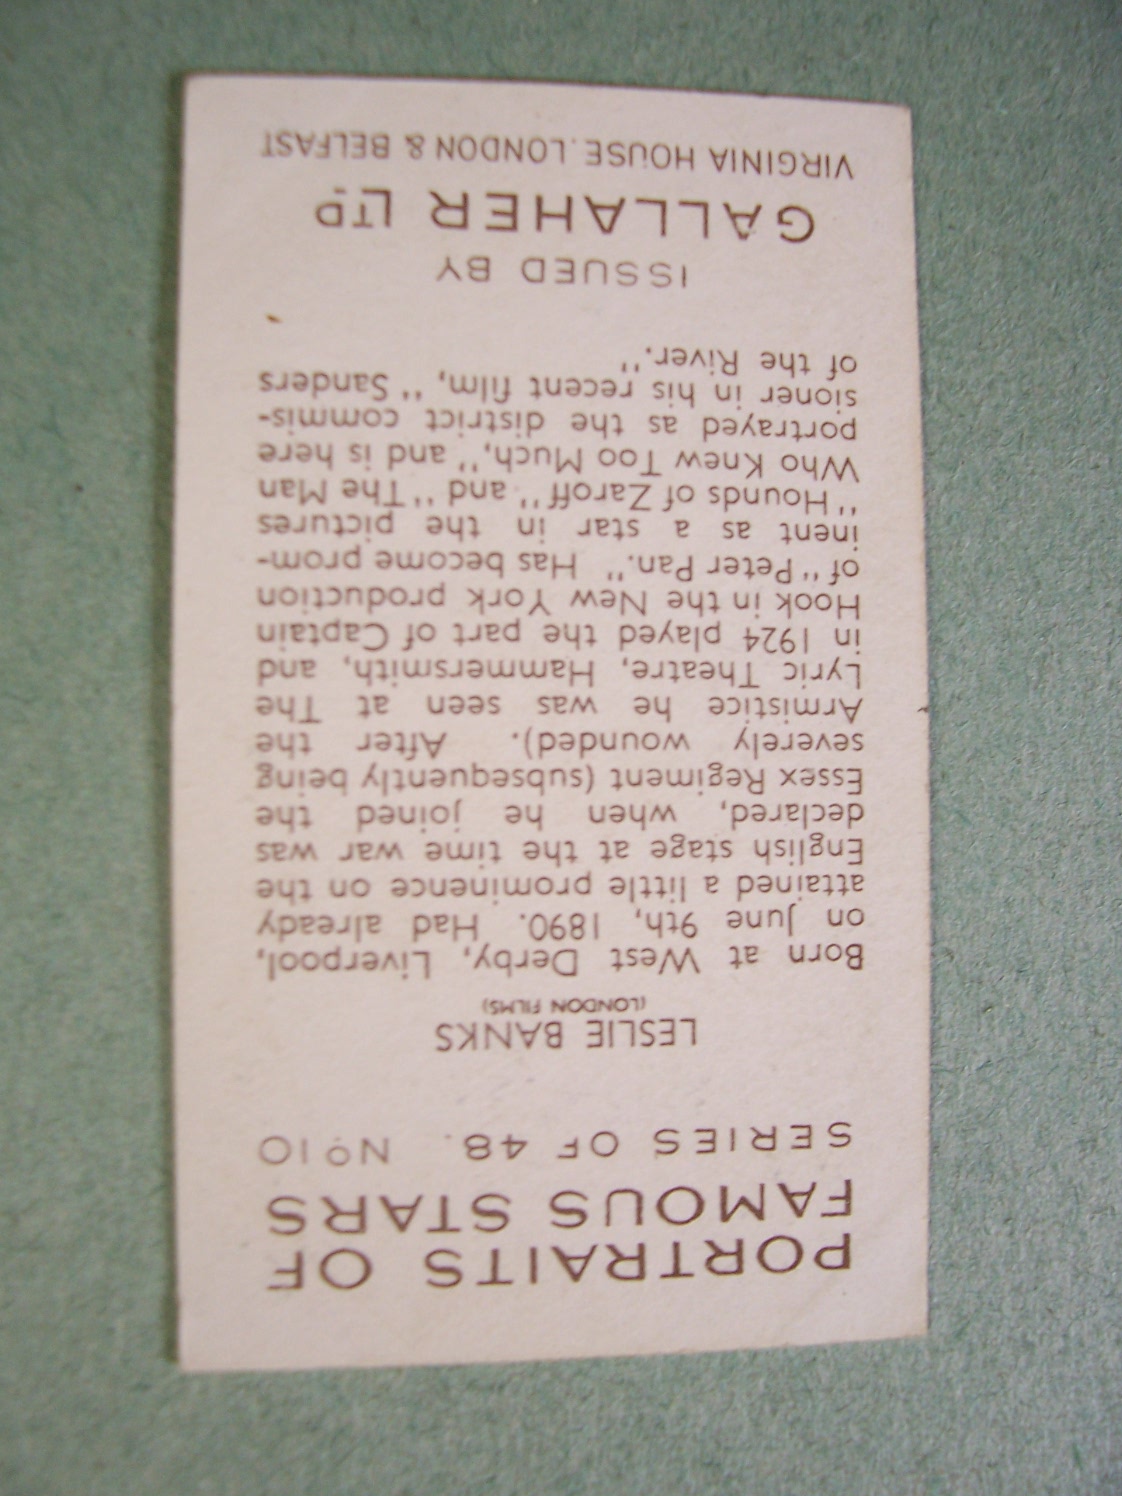 PORTRAITS OF
FAMOUS STARS
SERIES OF 48. Nº 10
LESLIE BANKS
(LONDON FILMS)
Born at West Derby, Liverpool,
on June 9th, 1890. Had already
attained a little prominence on the
English stage at the time war was
declared, when he joined the
Essex Regiment (subsequently being
severely wounded). After the
Armistice he was seen at The
Lyric Theatre, Hammersmith, and
in 1924 played the part of Captain
Hook in the New York production
of "Peter Pan." Has become prom-
inent as a star in the pictures
"Hounds of Zaroff" and "The Man
Who Knew Too Much," and is here
portrayed as the district commis-
sioner in his recent film, "Sanders
of the River."
ISSUED BY
GALLAHER LTD
VIRGINIA HOUSE. LONDON & BELFAST